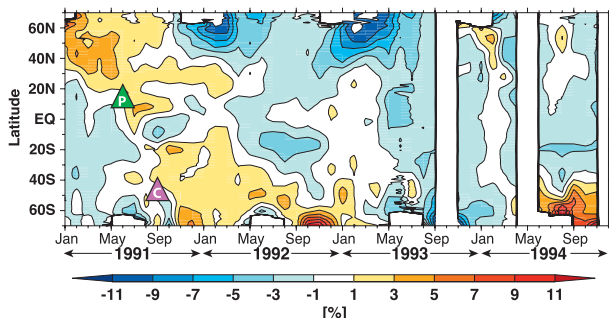 60N
40N
20N
EQ
20S
40S
60S
Latitude
P
C
Jan May Sep Jan May Sep Jan May Sep Jan May Sep
1991 1992 1993 1994
-11 -9 -7 -5 -3 -1 1 3 5 7 9 11
[%]